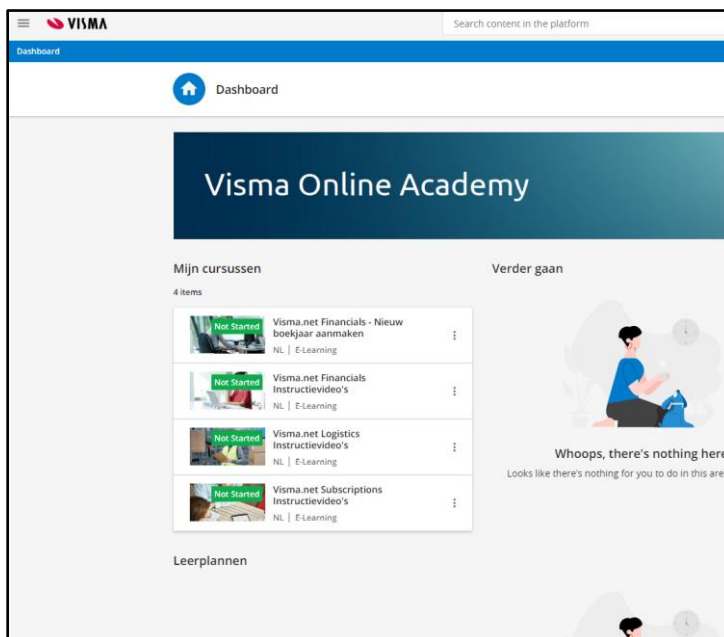 VISMA
Search content in the platform
Dashboard
Dashboard
Visma Online Academy
Mijn cursussen
4 items
Not Started
Visma.net Financials - Nieuw
boekjaar aanmaken
NL | E-Learning
Not Started
Visma.net Financials
Instructievideo's
NL | E-Learning
Not Started
Visma.net Logistics
Instructievideo's
NL | E-Learning
Not Started
Visma.net Subscriptions
Instructievideo's
NL | E-Learning
Verder gaan
Whoops, there's nothing here
Looks like there's nothing for you to do in this are
Leerplannen